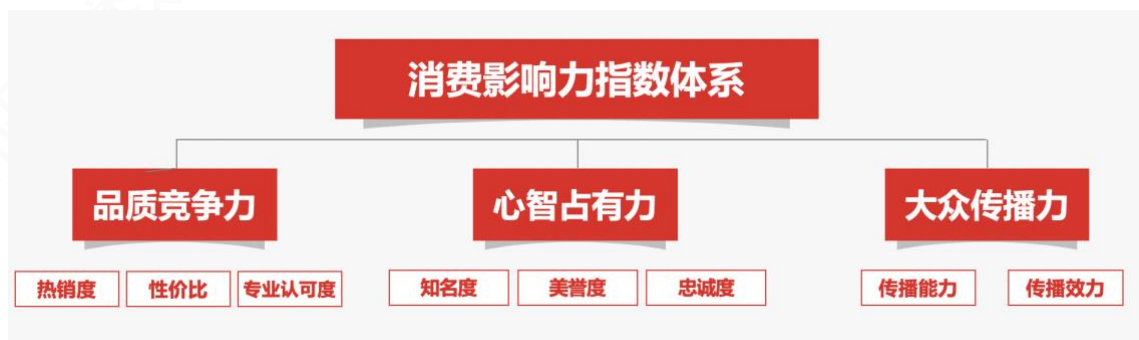 消费影响力指数体系
品质竞争力
心智占有力
大众传播力
热销度
性价比
专业认可度
知名度
美誉度
忠诚度
传播能力
传播效力